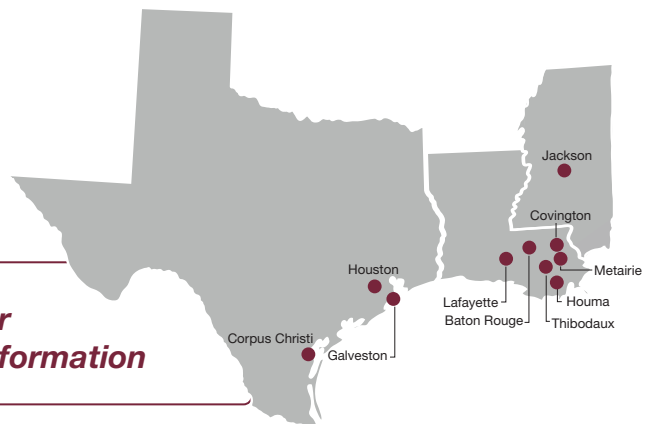 Jackson
Covington
Metairie
Houston
Lafayette
Houma
Baton Rouge
Thibodaux
Corpus Christi
Galveston
formation